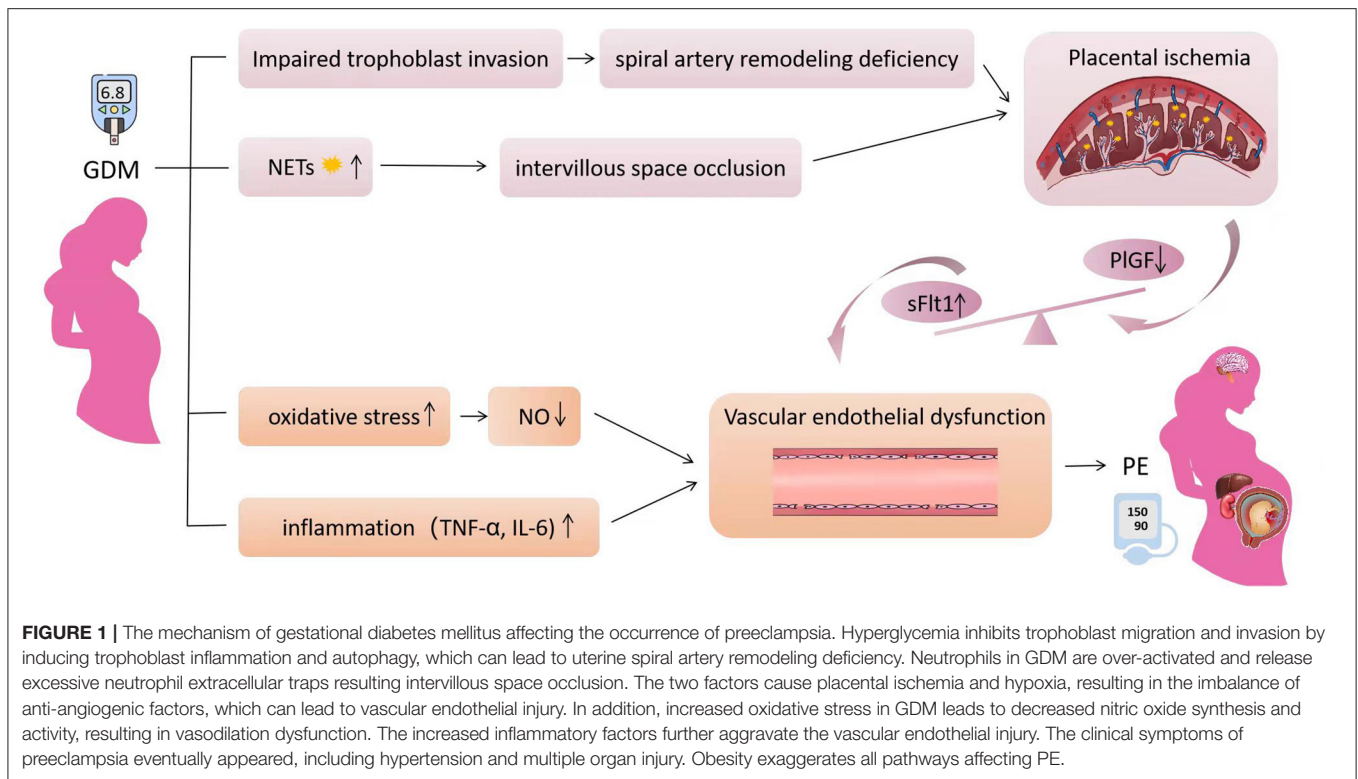 Impaired trophoblast invasion
spiral artery remodeling deficiency
Placental ischemia
6.8
GDM
NETs ↑
intervillous space occlusion
PlGF↓
sFlt1↑
oxidative stress ↑
NO ↓
Vascular endothelial dysfunction
PE
150
90
inflammation (TNF-α, IL-6) ↑
FIGURE 1 | The mechanism of gestational diabetes mellitus affecting the occurrence of preeclampsia. Hyperglycemia inhibits trophoblast migration and invasion by
inducing trophoblast inflammation and autophagy, which can lead to uterine spiral artery remodeling deficiency. Neutrophils in GDM are over-activated and release
excessive neutrophil extracellular traps resulting intervillous space occlusion. The two factors cause placental ischemia and hypoxia, resulting in the imbalance of
anti-angiogenic factors, which can lead to vascular endothelial injury. In addition, increased oxidative stress in GDM leads to decreased nitric oxide synthesis and
activity, resulting in vasodilation dysfunction. The increased inflammatory factors further aggravate the vascular endothelial injury. The clinical symptoms of
preeclampsia eventually appeared, including hypertension and multiple organ injury. Obesity exaggerates all pathways affecting PE.